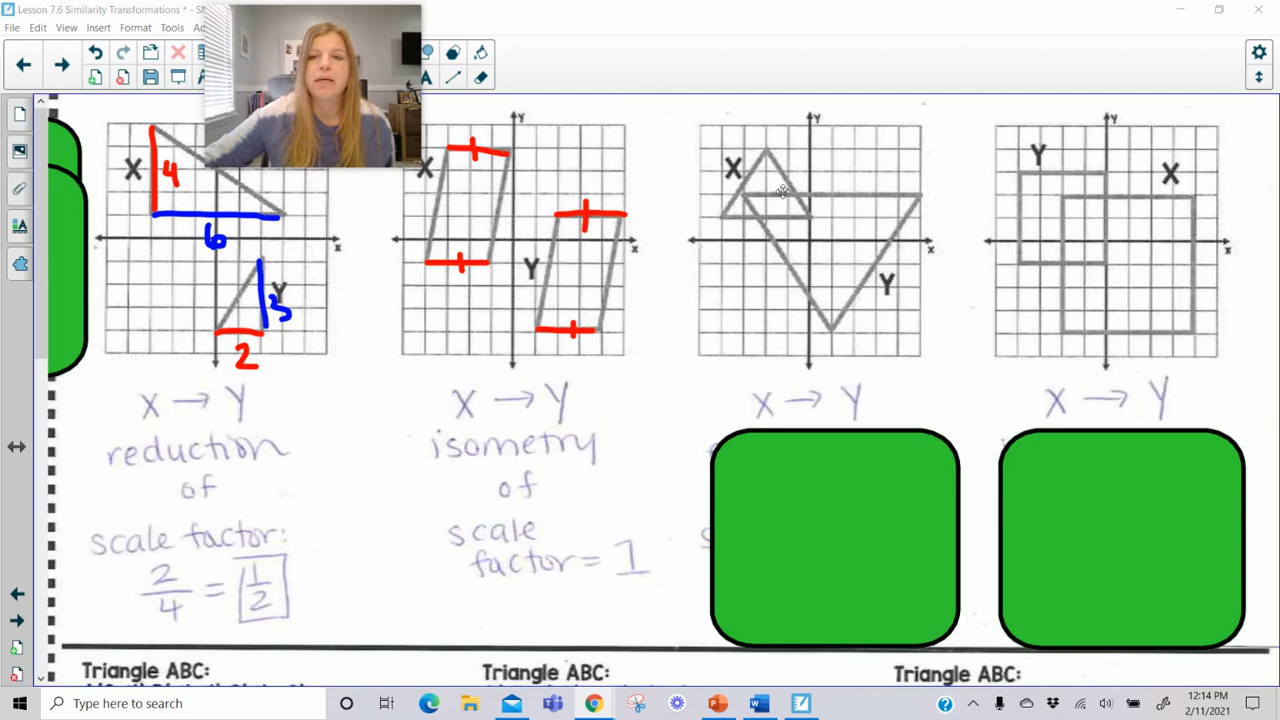 Lesson 7.6 Similarity Transformations * - S
File Edit View Insert Format Tools
X 4 6
Y 3 2
y X Y x
y X Y x
y Y X x
X → Y X → Y X → Y X → Y
reduction isometry
of of
scale factor: scale
2/4 = 1/2 factor = 1
Triangle ABC: Triangle ABC: Triangle ABC:
Type here to search
12:14 PM
2/11/2021